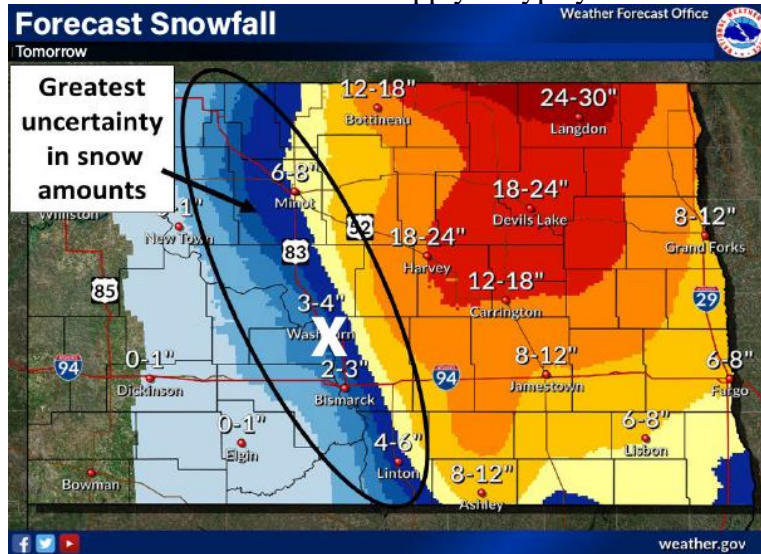 Forecast Snowfall
Weather Forecast Office
Tomorrow
Greatest
uncertainty
in snow
amounts
12-18"
Bottineau
24-30"
Langdon
6-8"
Minot
Williston
-1"
New Town
52
18-24"
Devils Lake
8-12"
Grand Forks
83
18-24"
Harvey
85
12-18"
Carrington
29
3-4"
X
94
0-1"
Dickinson
2-3"
Bismarck
94
8-12"
Jamestown
6-8"
Fargo
0-1"
Elgin
4-6"
Linton
6-8"
Lisbon
Bowman
8-12"
Ashley
weather.gov